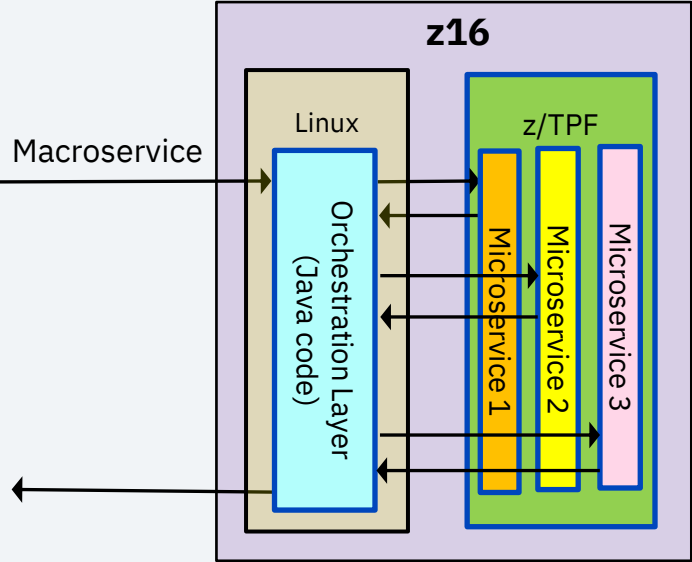 z16
Linux
z/TPF
Macroservice
Orchestration Layer
(Java code)
Microservice 1
Microservice 2
Microservice 3